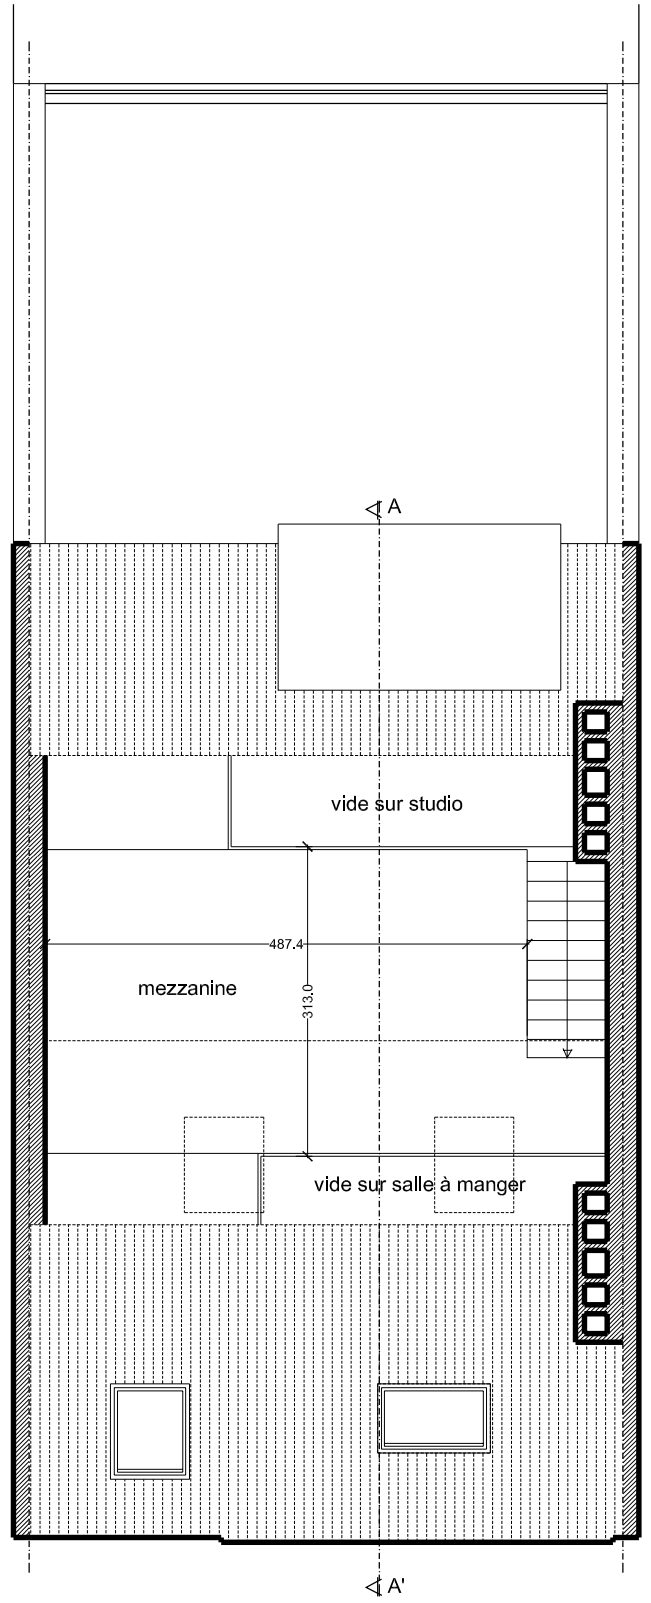 A
vide sur studio
487.4
mezzanine
313.0
vide sur salle à manger
A'